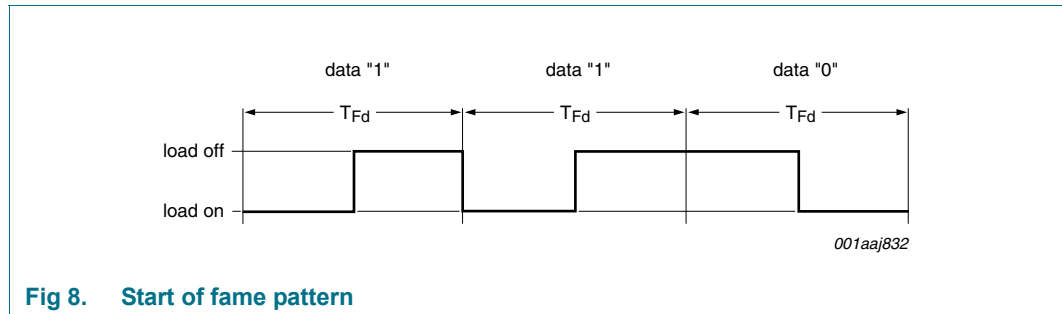 data "1" data "1" data "0"
TFd TFd TFd
load off
load on
001aaj832
Fig 8. Start of fame pattern